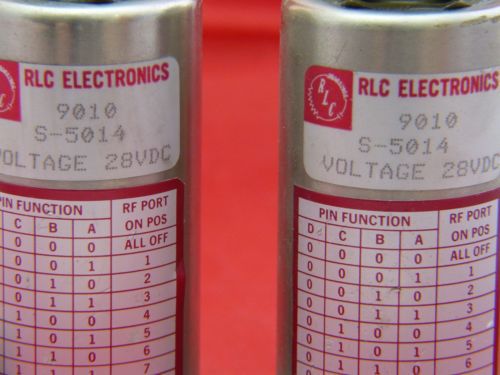 RLC ELECTRONICS
9010
S-5014
VOLTAGE 28VDC
PIN FUNCTION RF PORT ON POS
C B A
0 0 0 ALL OFF
0 0 1 1
0 1 0 2
0 1 1 3
1 0 0 4
1 0 1 5
1 1 0 6
7
RLC
RLC ELECTRONICS
9010
S-5014
VOLTAGE 28VDC
PIN FUNCTION RF PORT ON POS
D C B A
0 0 0 0 ALL OFF
0 0 0 1 1
0 0 1 0 2
0 0 1 1 3
0 1 0 0 4
0 1 0 1 5
0 1 1 0 6